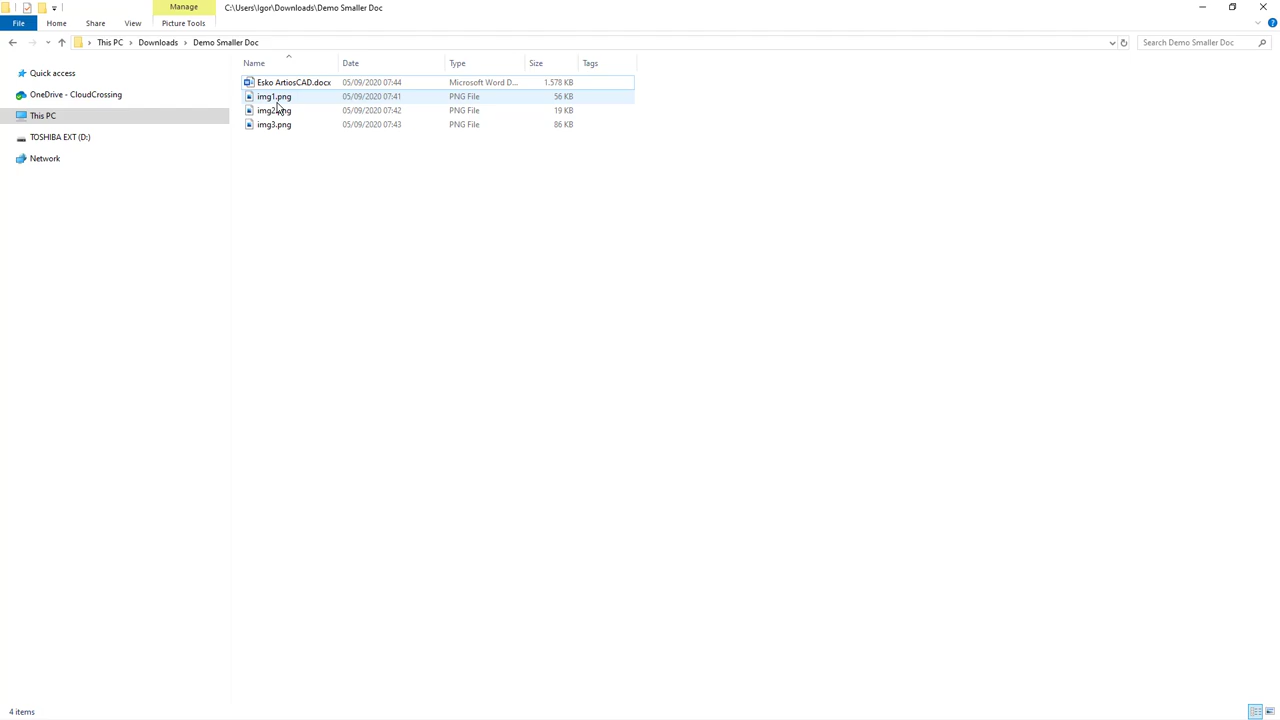 Manage
C:\Users\Igor\Downloads\Demo Smaller Doc
File Home Share View Picture Tools
This PC Downloads Demo Smaller Doc
Search Demo Smaller Doc
Name Date Type Size Tags
Quick access
OneDrive - CloudCrossing
This PC
TOSHIBA EXT (D:)
Network
Esko ArtiosCAD.docx 05/09/2020 07:44 Microsoft Word D... 1.578 KB
img1.png 05/09/2020 07:41 PNG File 56 KB
img2.png 05/09/2020 07:42 PNG File 19 KB
img3.png 05/09/2020 07:43 PNG File 86 KB
4 items